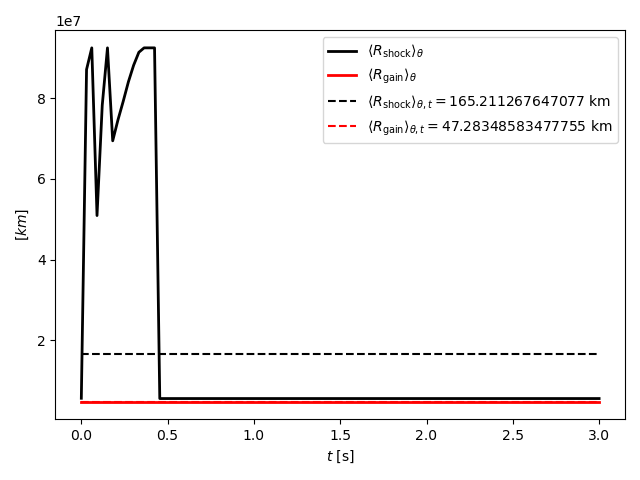 1e7
⟨R_shock⟩_θ
⟨R_gain⟩_θ
⟨R_shock⟩_θ,t = 165.211267647077 km
⟨R_gain⟩_θ,t = 47.28348583477755 km
8
6
4
2
[km]
0.0 0.5 1.0 1.5 2.0 2.5 3.0
t [s]